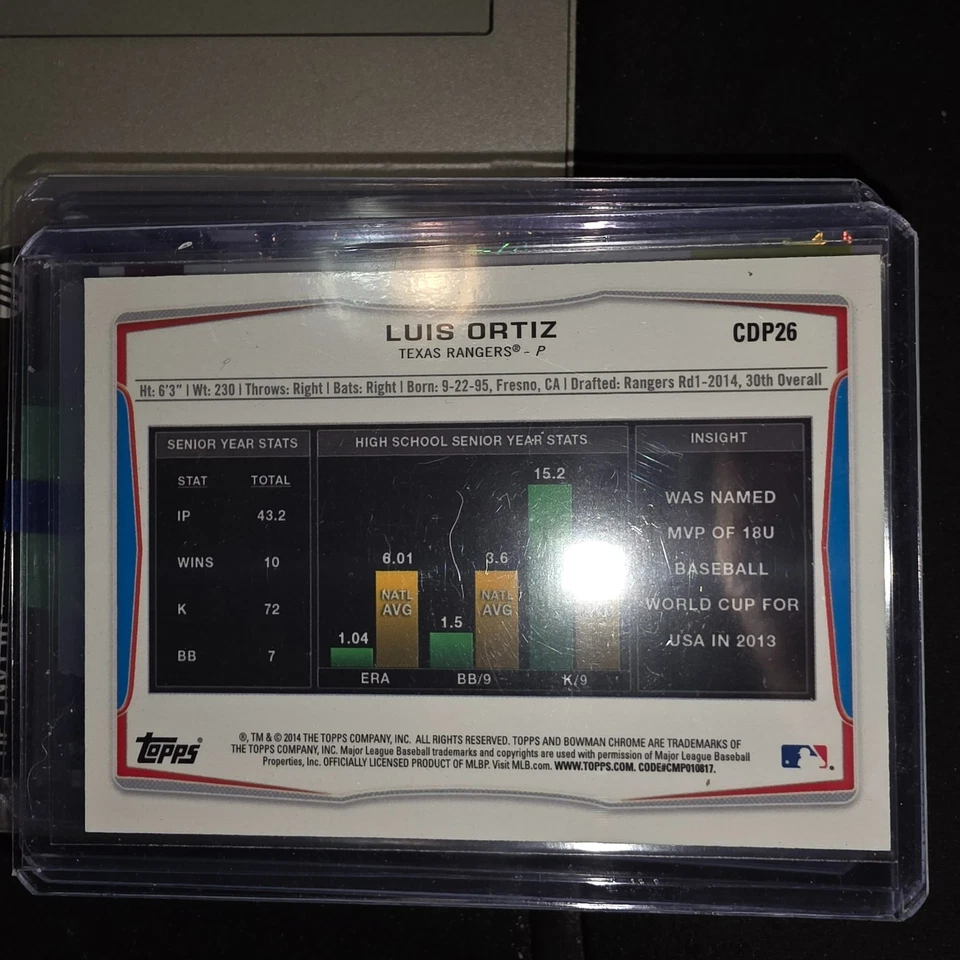 LUIS ORTIZ
CDP26
TEXAS RANGERS® - P
Ht: 6'3" | Wt: 230 | Throws: Right | Bats: Right | Born: 9-22-95, Fresno, CA | Drafted: Rangers Rd1-2014, 30th Overall
SENIOR YEAR STATS
STAT TOTAL
IP 43.2
WINS 10
K 72
BB 7
HIGH SCHOOL SENIOR YEAR STATS
1.04
6.01
NATL
AVG
ERA
1.5
3.6
NATL
AVG
BB/9
15.2
K/9
INSIGHT
WAS NAMED
MVP OF 18U
BASEBALL
WORLD CUP FOR
USA IN 2013
Topps®
®, TM & © 2014 THE TOPPS COMPANY, INC. ALL RIGHTS RESERVED. TOPPS AND BOWMAN CHROME ARE TRADEMARKS OF
THE TOPPS COMPANY, INC. Major League Baseball trademarks and copyrights are used with permission of Major League Baseball
Properties, Inc. OFFICIALLY LICENSED PRODUCT OF MLBP. Visit MLB.com. WWW.TOPPS.COM. CODE#CMP010817.